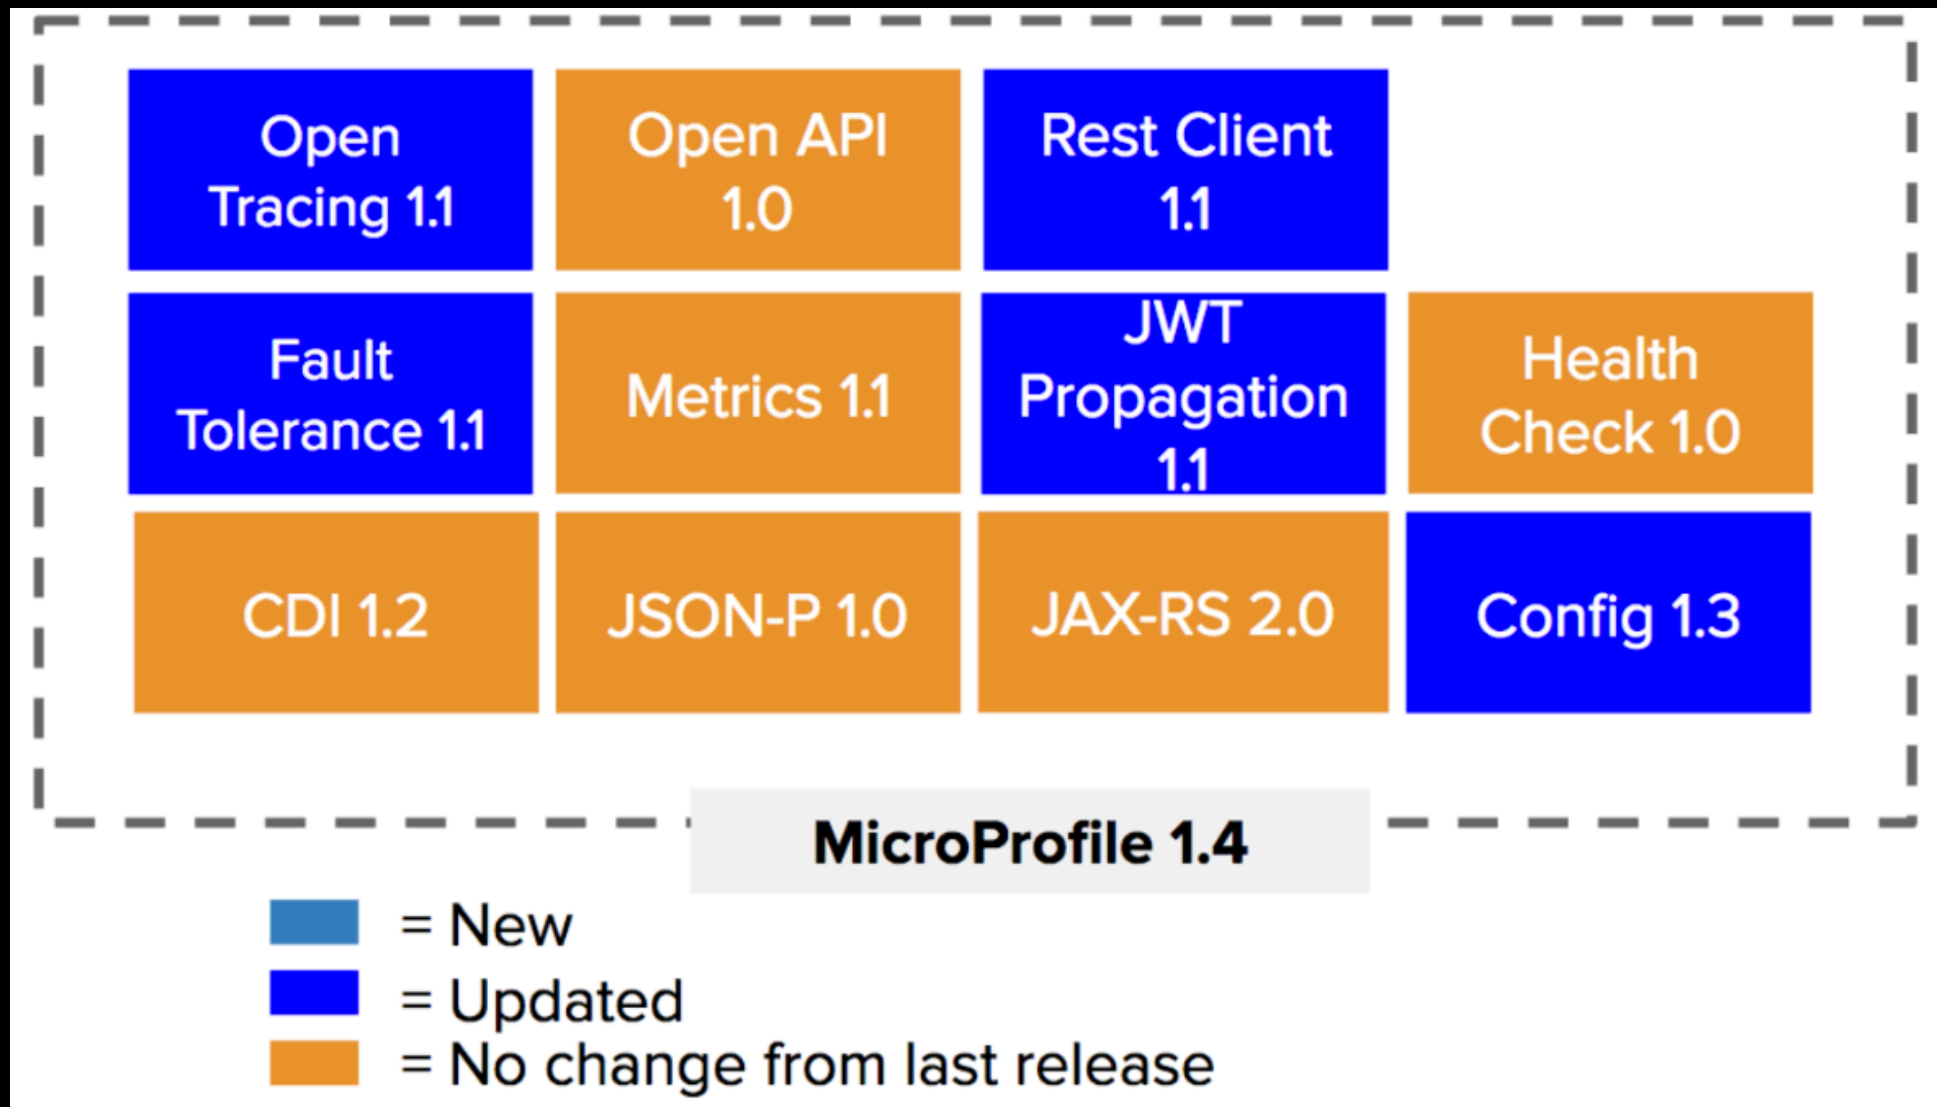 Open
Tracing 1.1
Open API
1.0
Rest Client
1.1
Fault
Tolerance 1.1
Metrics 1.1
JWT
Propagation
1.1
Health
Check 1.0
CDI 1.2
JSON-P 1.0
JAX-RS 2.0
Config 1.3
MicroProfile 1.4
= New
= Updated
= No change from last release